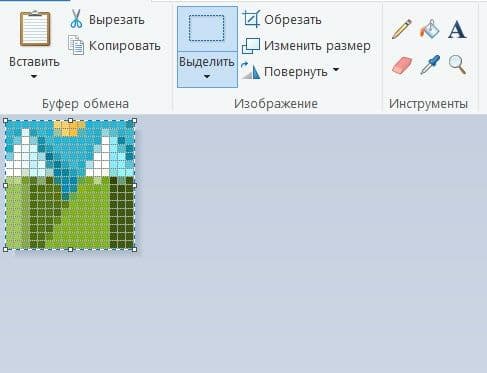 Вставить
Вырезать
Копировать
Буфер обмена
Выделить
Обрезать
Изменить размер
Повернуть
Изображение
A
Инструменты